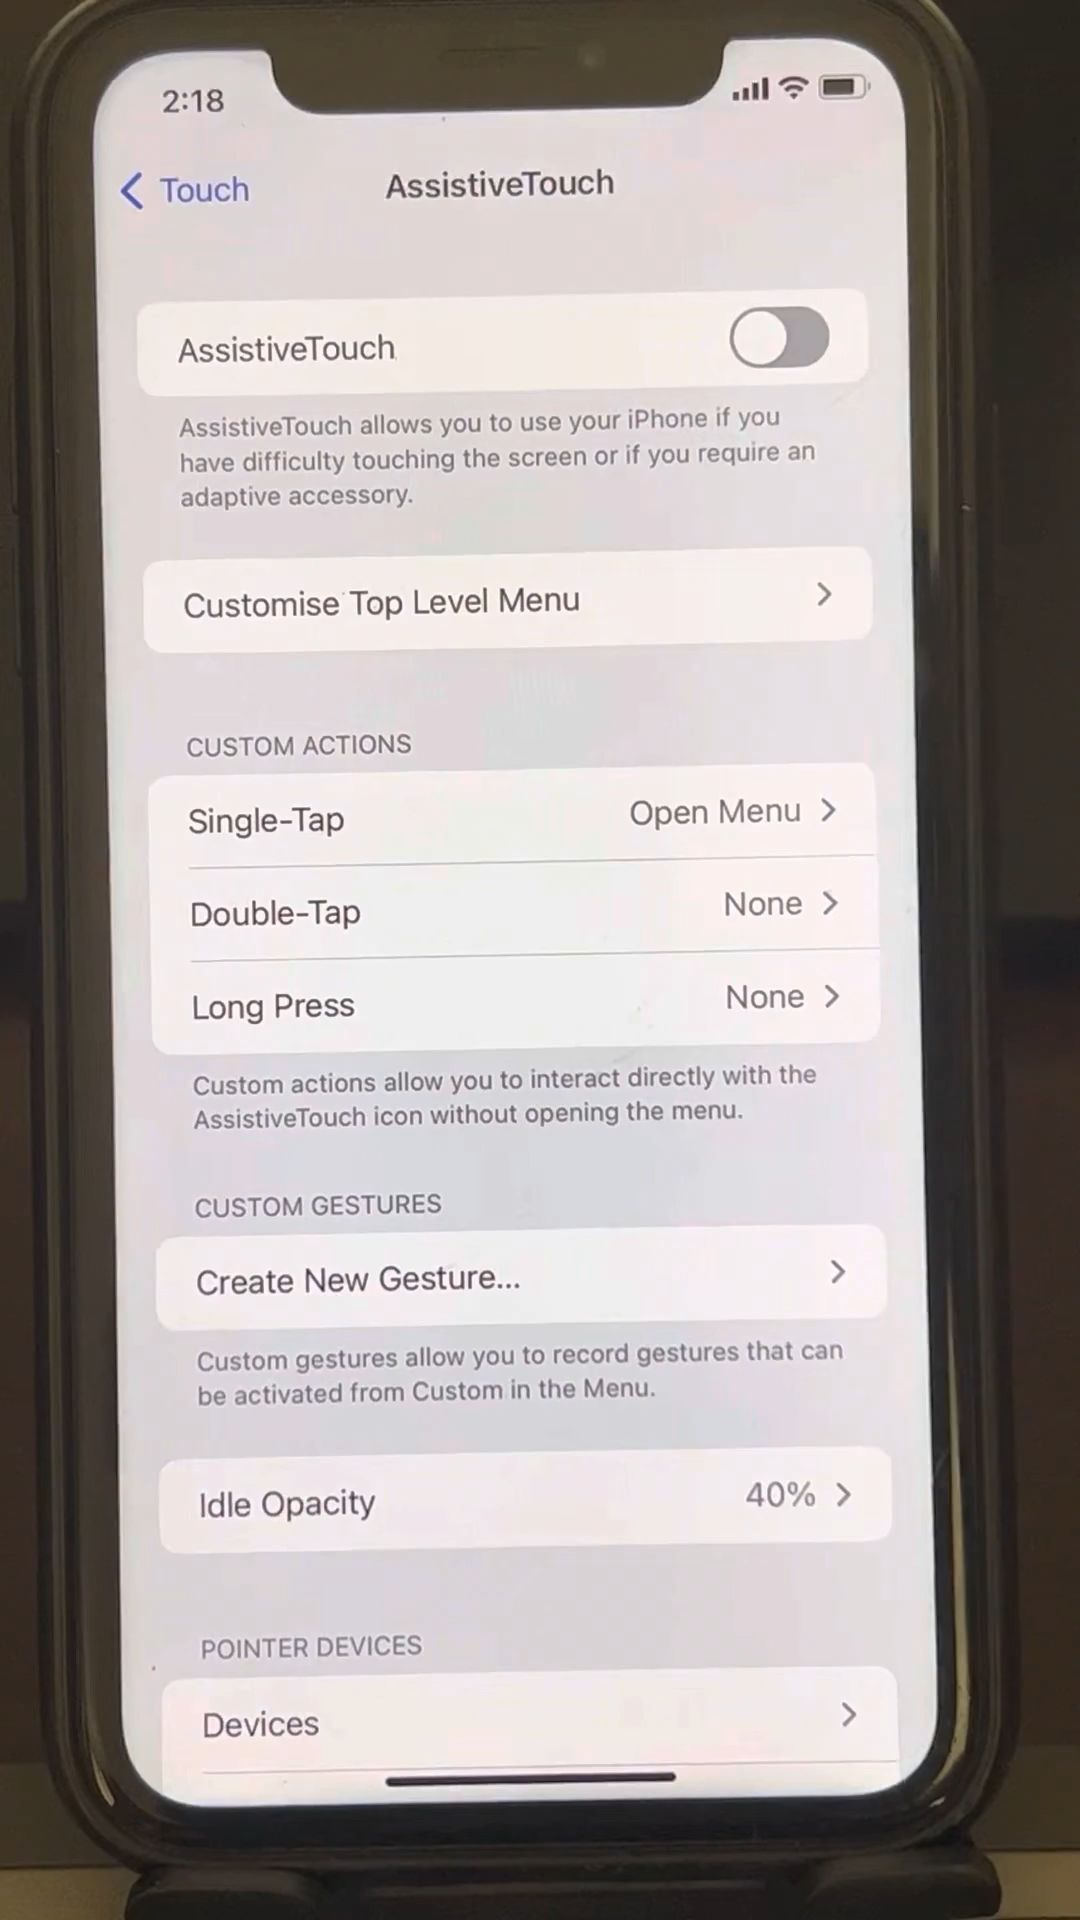 2:18
Touch
AssistiveTouch
AssistiveTouch
AssistiveTouch allows you to use your iPhone if you
have difficulty touching the screen or if you require an
adaptive accessory.
Customise Top Level Menu
CUSTOM ACTIONS
Single-Tap Open Menu
Double-Tap None
Long Press None
Custom actions allow you to interact directly with the
AssistiveTouch icon without opening the menu.
CUSTOM GESTURES
Create New Gesture...
Custom gestures allow you to record gestures that can
be activated from Custom in the Menu.
Idle Opacity 40%
POINTER DEVICES
Devices